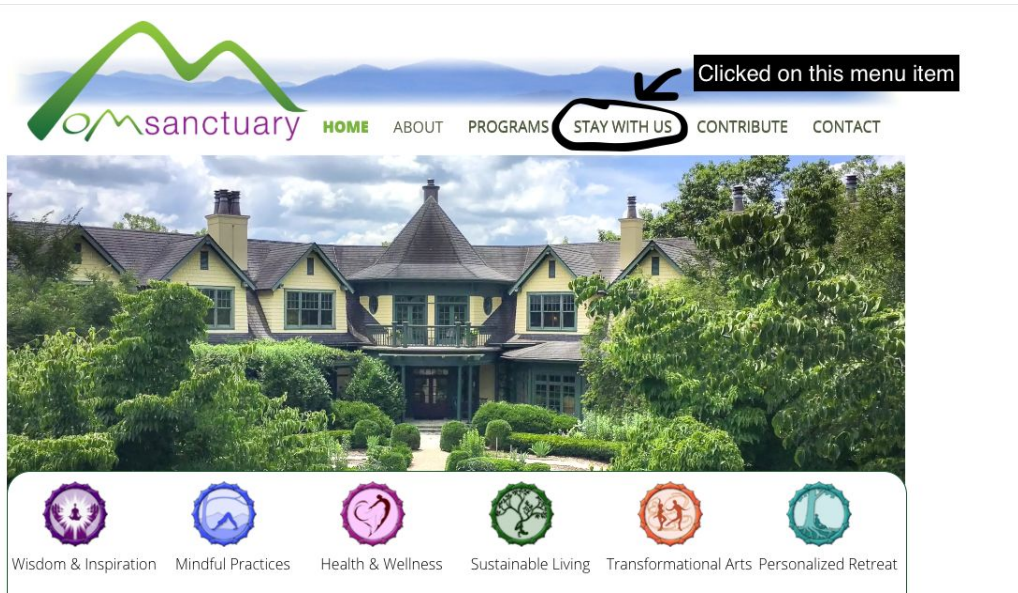 Clicked on this menu item
omsanctuary
HOME ABOUT PROGRAMS STAY WITH US CONTRIBUTE CONTACT
Wisdom & Inspiration Mindful Practices Health & Wellness Sustainable Living Transformational Arts Personalized Retreat